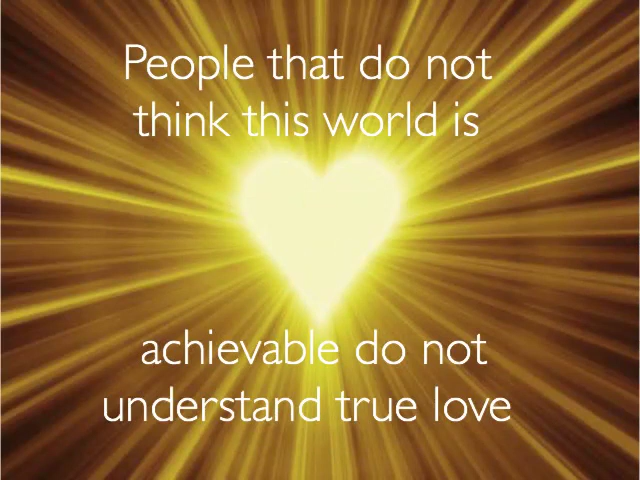 People that do not
think this world is
achievable do not
understand true love